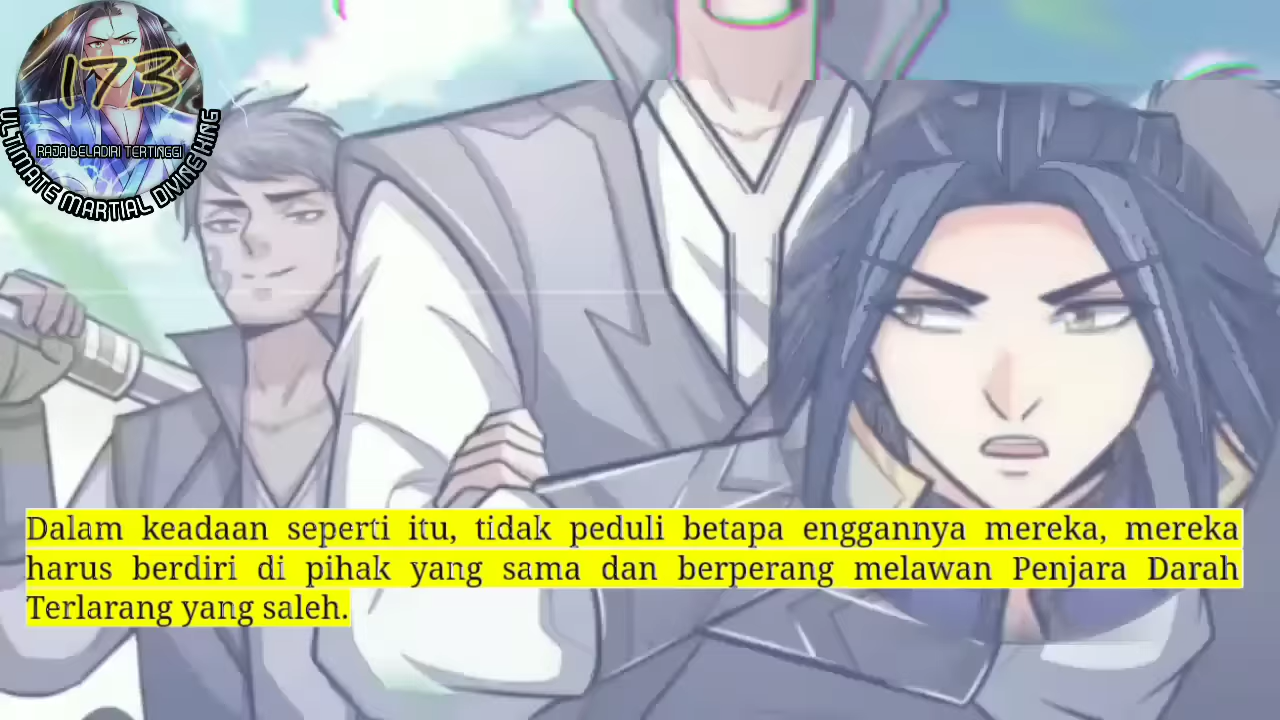 173
RAJA BELADIRI TERTINGGI
ULTIMATE MARTIAL DIVINE KING
Dalam keadaan seperti itu, tidak peduli betapa enggannya mereka, mereka
harus berdiri di pihak yang sama dan berperang melawan Penjara Darah
Terlarang yang saleh.